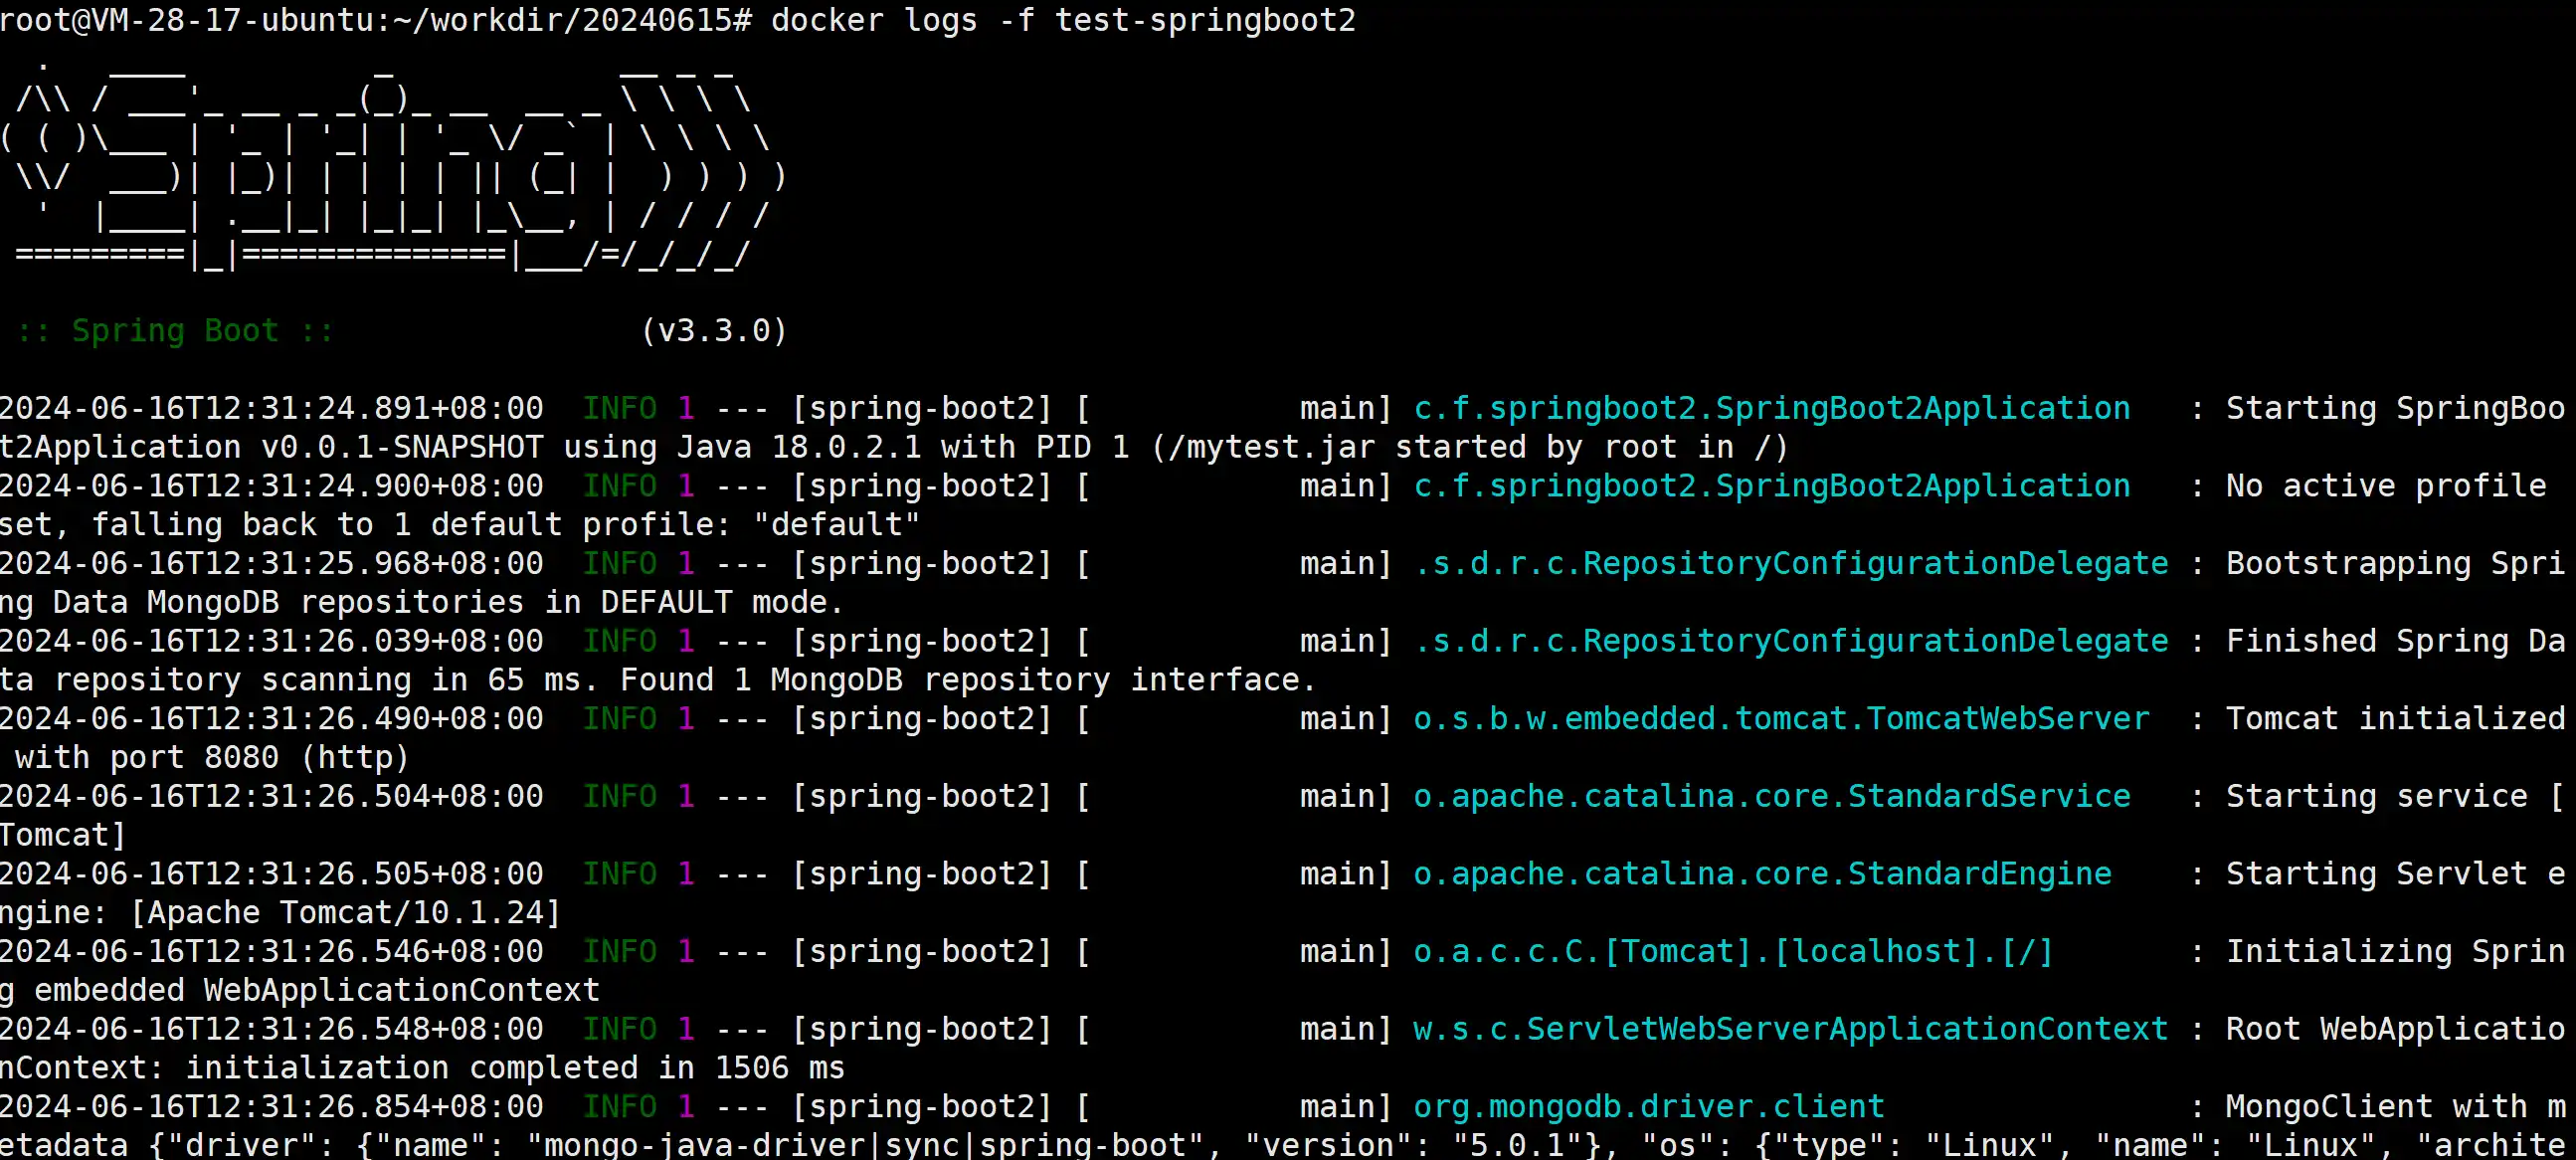 root@VM-28-17-ubuntu:~/workdir/20240615# docker logs -f test-springboot2
  .   ____          _            __ _ _
 /\\ / ___'_ __ _ _(_)_ __  __ _ \ \ \ \
( ( )\___ | '_ | '_| | '_ \/ _` | \ \ \ \
 \\/  ___)| |_)| | | | | || (_| |  ) ) ) )
  '  |____| .__|_| |_|_| |_\__, | / / / /
 =========|_|==============|___/=/_/_/_/
 :: Spring Boot ::                (v3.3.0)
2024-06-16T12:31:24.891+08:00  INFO 1 --- [spring-boot2] [           main] c.f.springboot2.SpringBoot2Application   : Starting SpringBoo
t2Application v0.0.1-SNAPSHOT using Java 18.0.2.1 with PID 1 (/mytest.jar started by root in /)
2024-06-16T12:31:24.900+08:00  INFO 1 --- [spring-boot2] [           main] c.f.springboot2.SpringBoot2Application   : No active profile
set, falling back to 1 default profile: "default"
2024-06-16T12:31:25.968+08:00  INFO 1 --- [spring-boot2] [           main] .s.d.r.c.RepositoryConfigurationDelegate : Bootstrapping Spri
ng Data MongoDB repositories in DEFAULT mode.
2024-06-16T12:31:26.039+08:00  INFO 1 --- [spring-boot2] [           main] .s.d.r.c.RepositoryConfigurationDelegate : Finished Spring Da
ta repository scanning in 65 ms. Found 1 MongoDB repository interface.
2024-06-16T12:31:26.490+08:00  INFO 1 --- [spring-boot2] [           main] o.s.b.w.embedded.tomcat.TomcatWebServer  : Tomcat initialized
 with port 8080 (http)
2024-06-16T12:31:26.504+08:00  INFO 1 --- [spring-boot2] [           main] o.apache.catalina.core.StandardService   : Starting service [
Tomcat]
2024-06-16T12:31:26.505+08:00  INFO 1 --- [spring-boot2] [           main] o.apache.catalina.core.StandardEngine    : Starting Servlet e
ngine: [Apache Tomcat/10.1.24]
2024-06-16T12:31:26.546+08:00  INFO 1 --- [spring-boot2] [           main] o.a.c.c.C.[Tomcat].[localhost].[/]       : Initializing Sprin
g embedded WebApplicationContext
2024-06-16T12:31:26.548+08:00  INFO 1 --- [spring-boot2] [           main] w.s.c.ServletWebServerApplicationContext : Root WebApplicatio
nContext: initialization completed in 1506 ms
2024-06-16T12:31:26.854+08:00  INFO 1 --- [spring-boot2] [           main] org.mongodb.driver.client                : MongoClient with m
etadata {"driver": {"name": "mongo-java-driver|sync|spring-boot", "version": "5.0.1"}, "os": {"type": "Linux", "name": "Linux", "archite